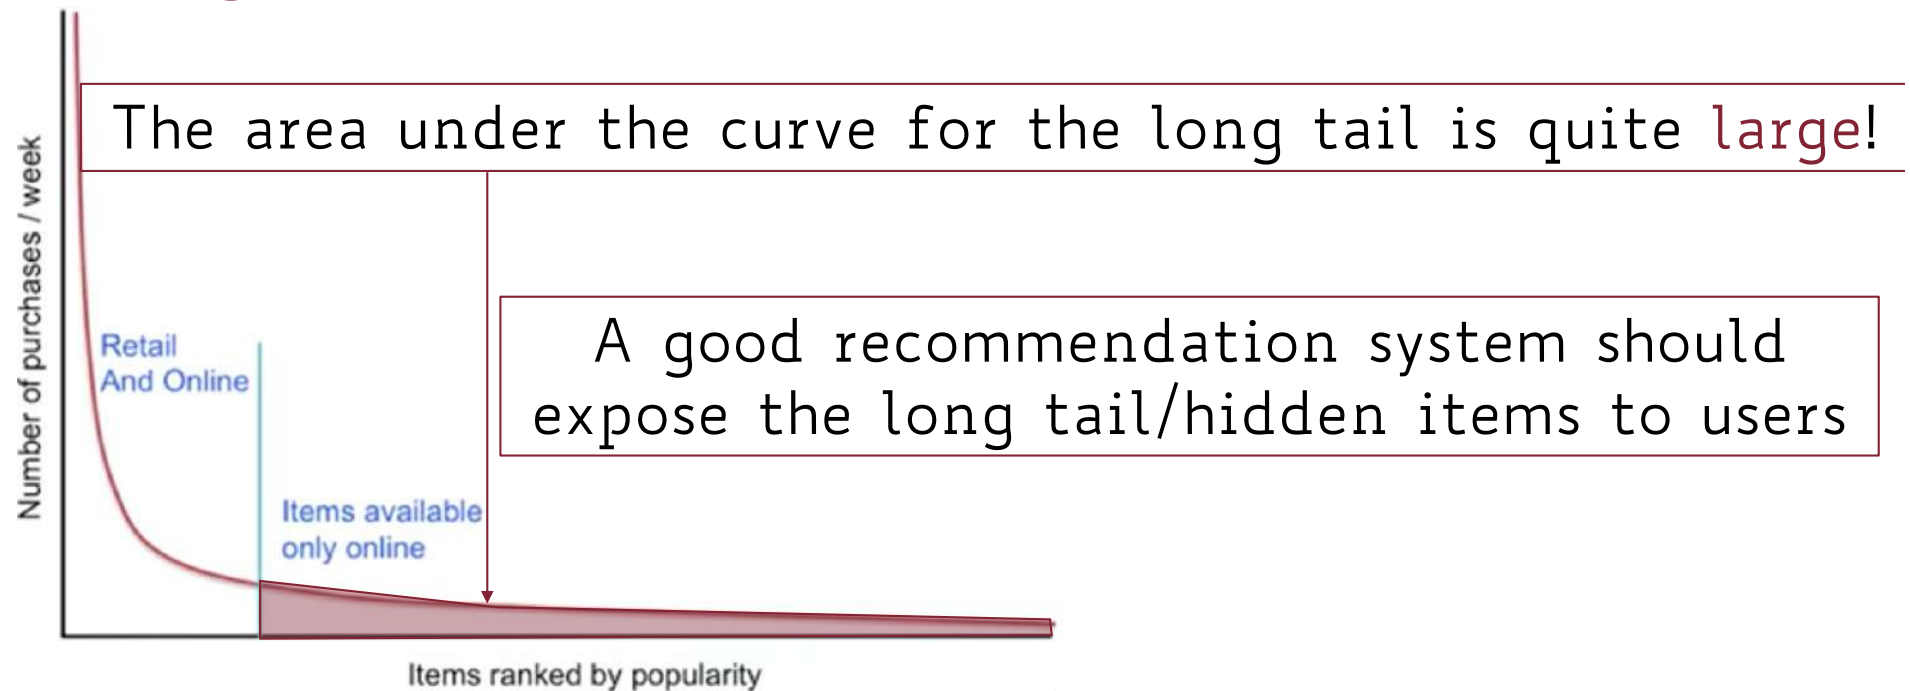 The area under the curve for the long tail is quite large!
Number of purchases / week
Retail
And Online
A good recommendation system should
expose the long tail/hidden items to users
Items available
only online
Items ranked by popularity